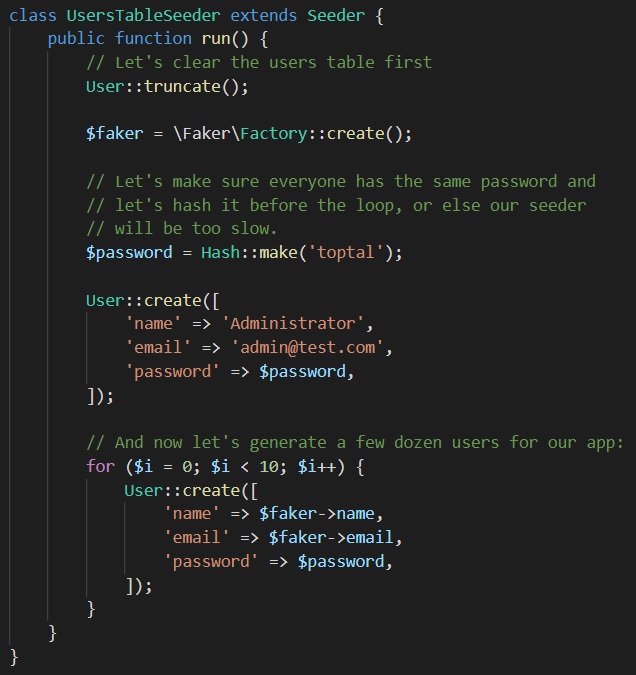 class UsersTableSeeder extends Seeder {
    public function run() {
        // Let's clear the users table first
        User::truncate();

        $faker = \Faker\Factory::create();

        // Let's make sure everyone has the same password and
        // let's hash it before the loop, or else our seeder
        // will be too slow.
        $password = Hash::make('toptal');

        User::create([
            'name' => 'Administrator',
            'email' => 'admin@test.com',
            'password' => $password,
        ]);

        // And now let's generate a few dozen users for our app:
        for ($i = 0; $i < 10; $i++) {
            User::create([
                'name' => $faker->name,
                'email' => $faker->email,
                'password' => $password,
            ]);
        }
    }
}